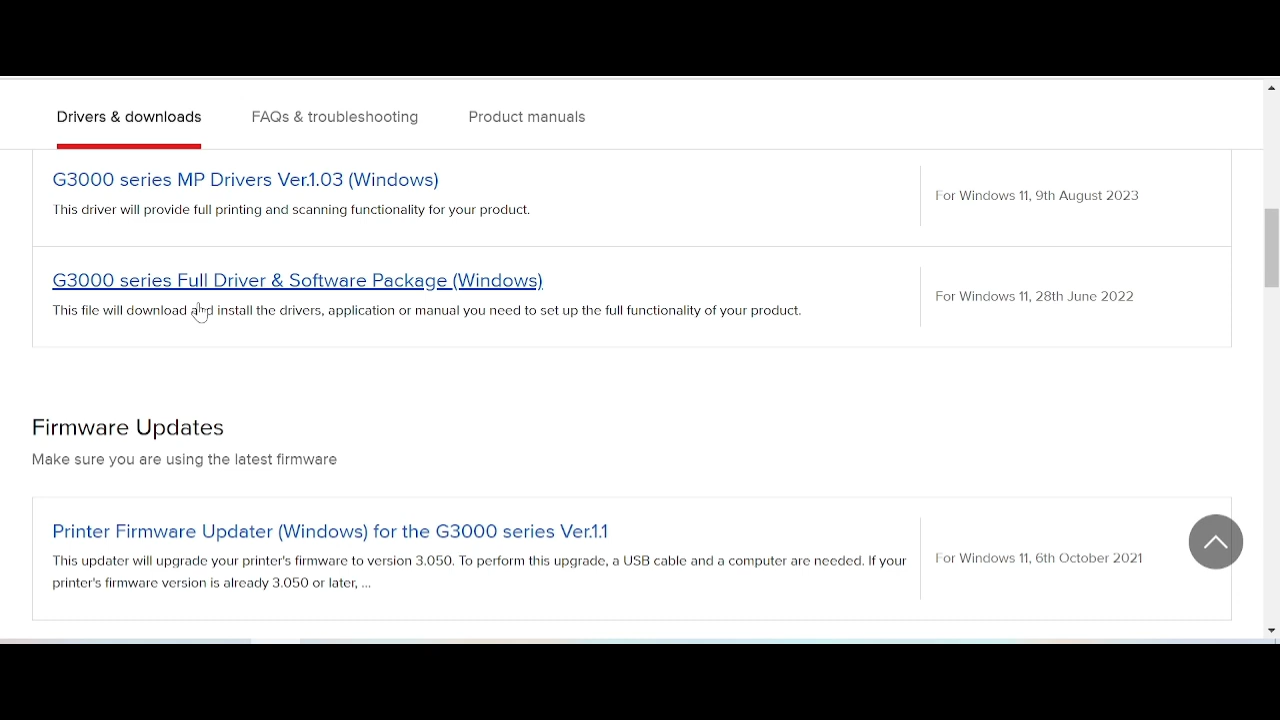 Drivers & downloads FAQs & troubleshooting Product manuals
G3000 series MP Drivers Ver.1.03 (Windows)
This driver will provide full printing and scanning functionality for your product.
For Windows 11, 9th August 2023
G3000 series Full Driver & Software Package (Windows)
This file will download and install the drivers, application or manual you need to set up the full functionality of your product.
For Windows 11, 28th June 2022
Firmware Updates
Make sure you are using the latest firmware
Printer Firmware Updater (Windows) for the G3000 series Ver.1.1
This updater will upgrade your printer's firmware to version 3.050. To perform this upgrade, a USB cable and a computer are needed. If your
printer's firmware version is already 3.050 or later, ...
For Windows 11, 6th October 2021